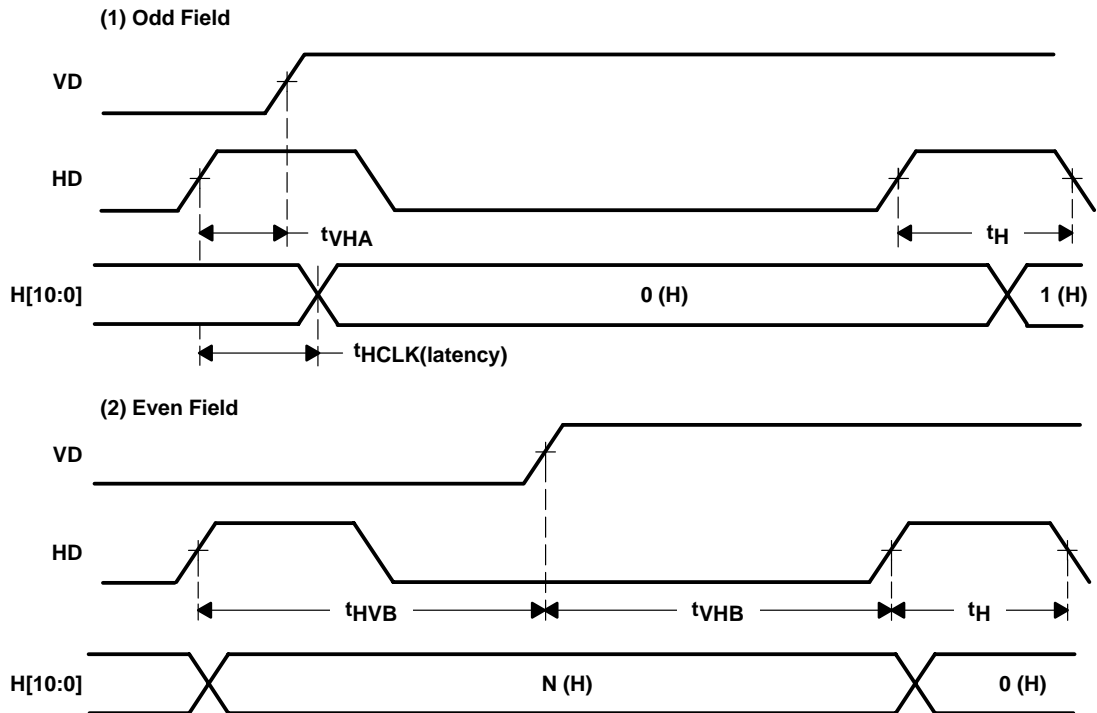 (1) Odd Field
VD
HD
tVHA
tH
H[10:0]
0 (H)
1 (H)
tHCLK(latency)
(2) Even Field
VD
HD
tHVB
tVHB
tH
H[10:0]
N (H)
0 (H)